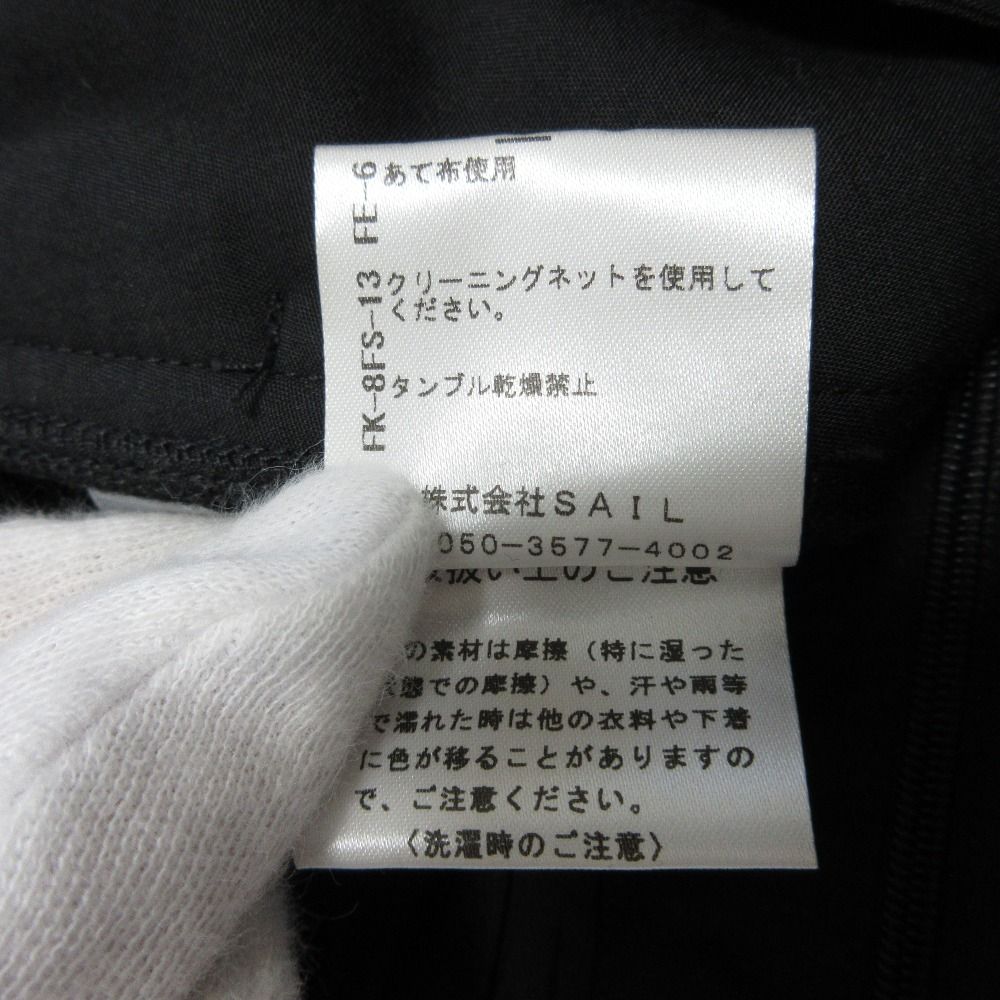 FK-8FS-13 FE-6
あて布使用
クリーニングネットを使用して
ください。
タンブル乾燥禁止
株式会社SAIL
050-3577-4002
扱い上のご注意
の素材は摩擦(特に湿った
態での摩擦)や、汗や雨等
で濡れた時は他の衣料や下着
に色が移ることがありますの
で、ご注意ください。
〈洗濯時のご注意〉